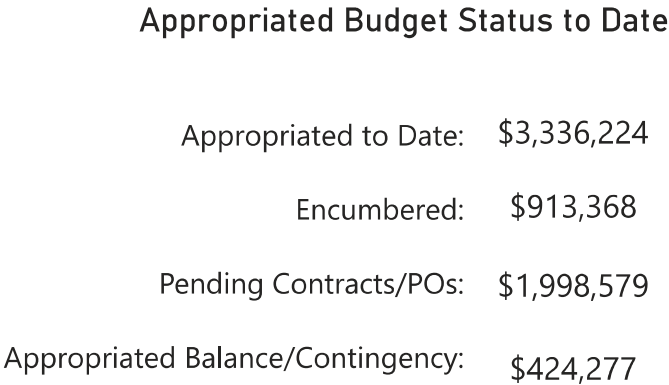 Appropriated Budget Status to Date
Appropriated to Date: $3,336,224
Encumbered: $913,368
Pending Contracts/POs: $1,998,579
Appropriated Balance/Contingency: $424,277